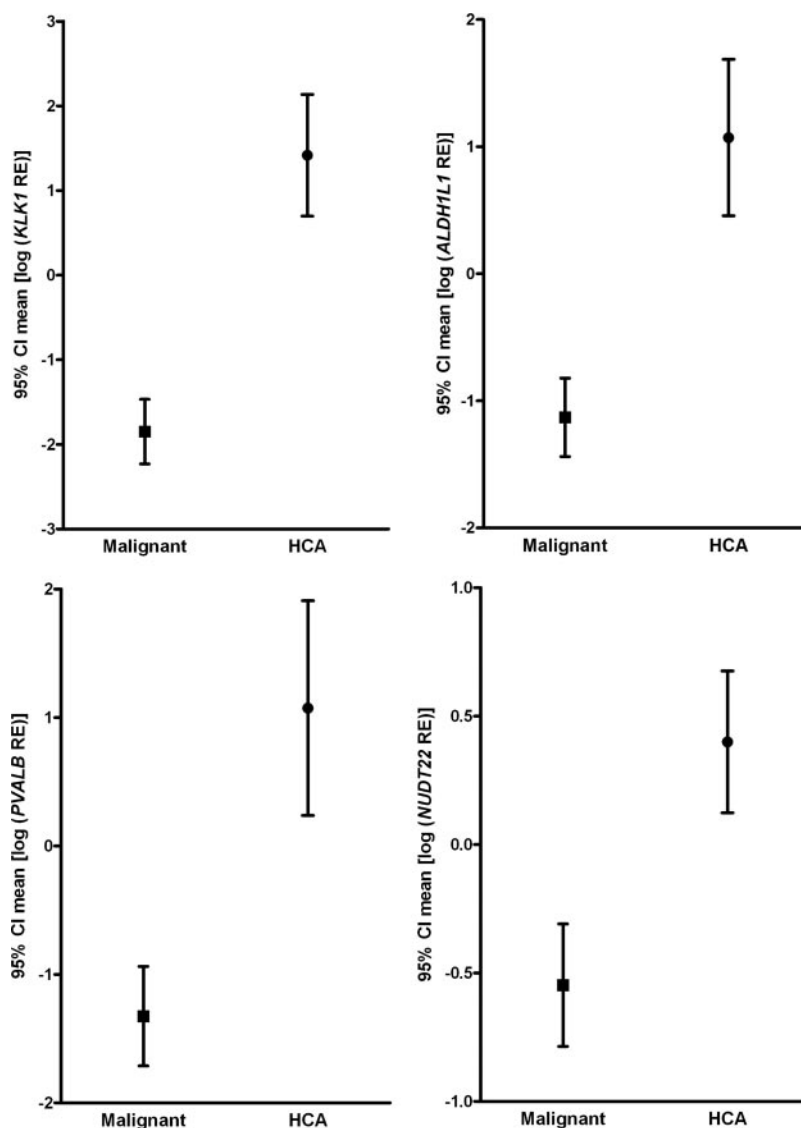 95% CI mean [log (KLK1 RE)]
3
2
1
0
-1
-2
-3
Malignant HCA
95% CI mean [log (ALDH1L1 RE)]
2
1
0
-1
-2
Malignant HCA
95% CI mean [log (PVALB RE)]
2
1
0
-1
-2
Malignant HCA
95% CI mean [log (NUDT22 RE)]
1.0
0.5
0.0
-0.5
-1.0
Malignant HCA